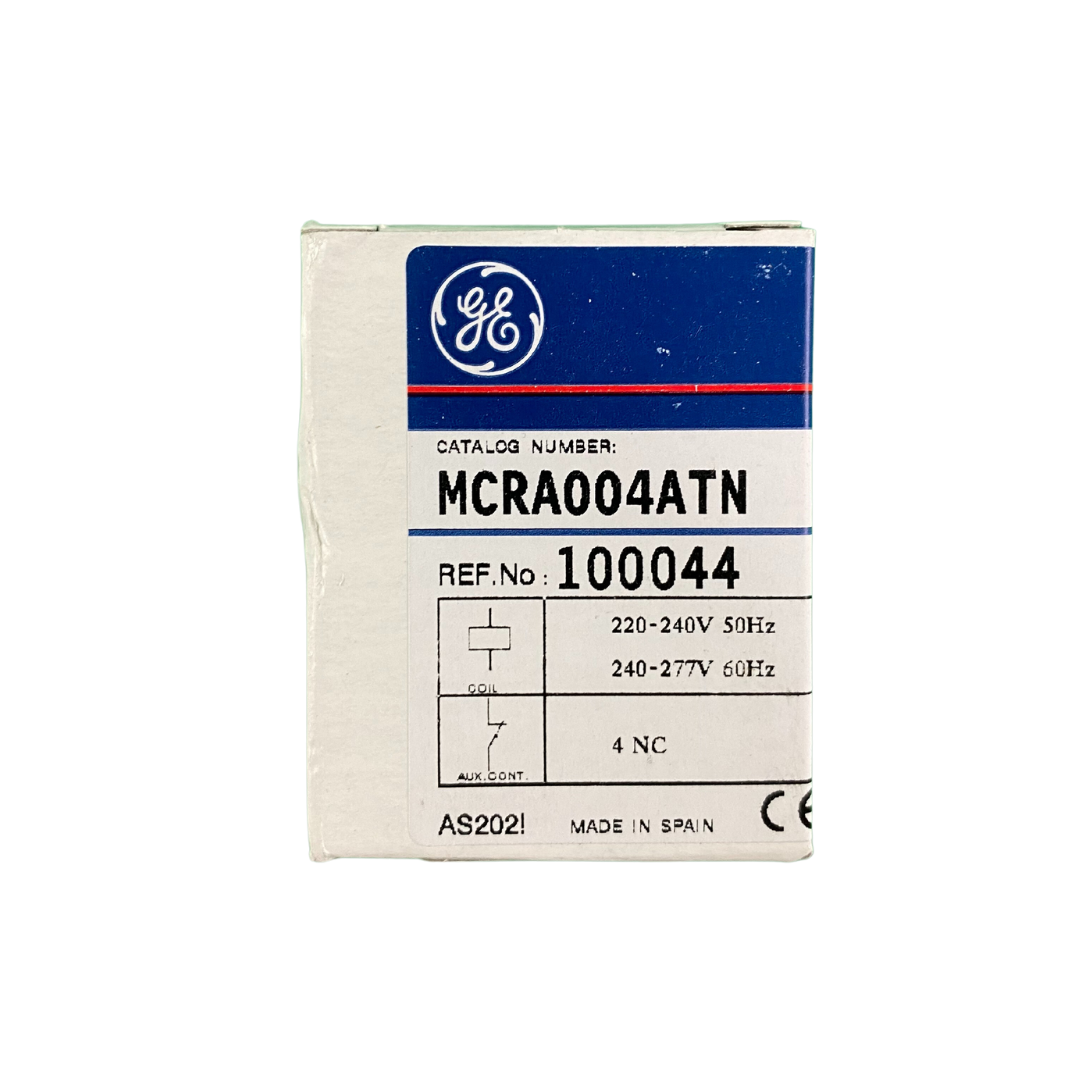 GE
CATALOG NUMBER:
MCRA004ATN
REF.No : 100044
220-240V 50Hz
240-277V 60Hz
COIL
4 NC
AUX.CONT.
AS202! MADE IN SPAIN CE